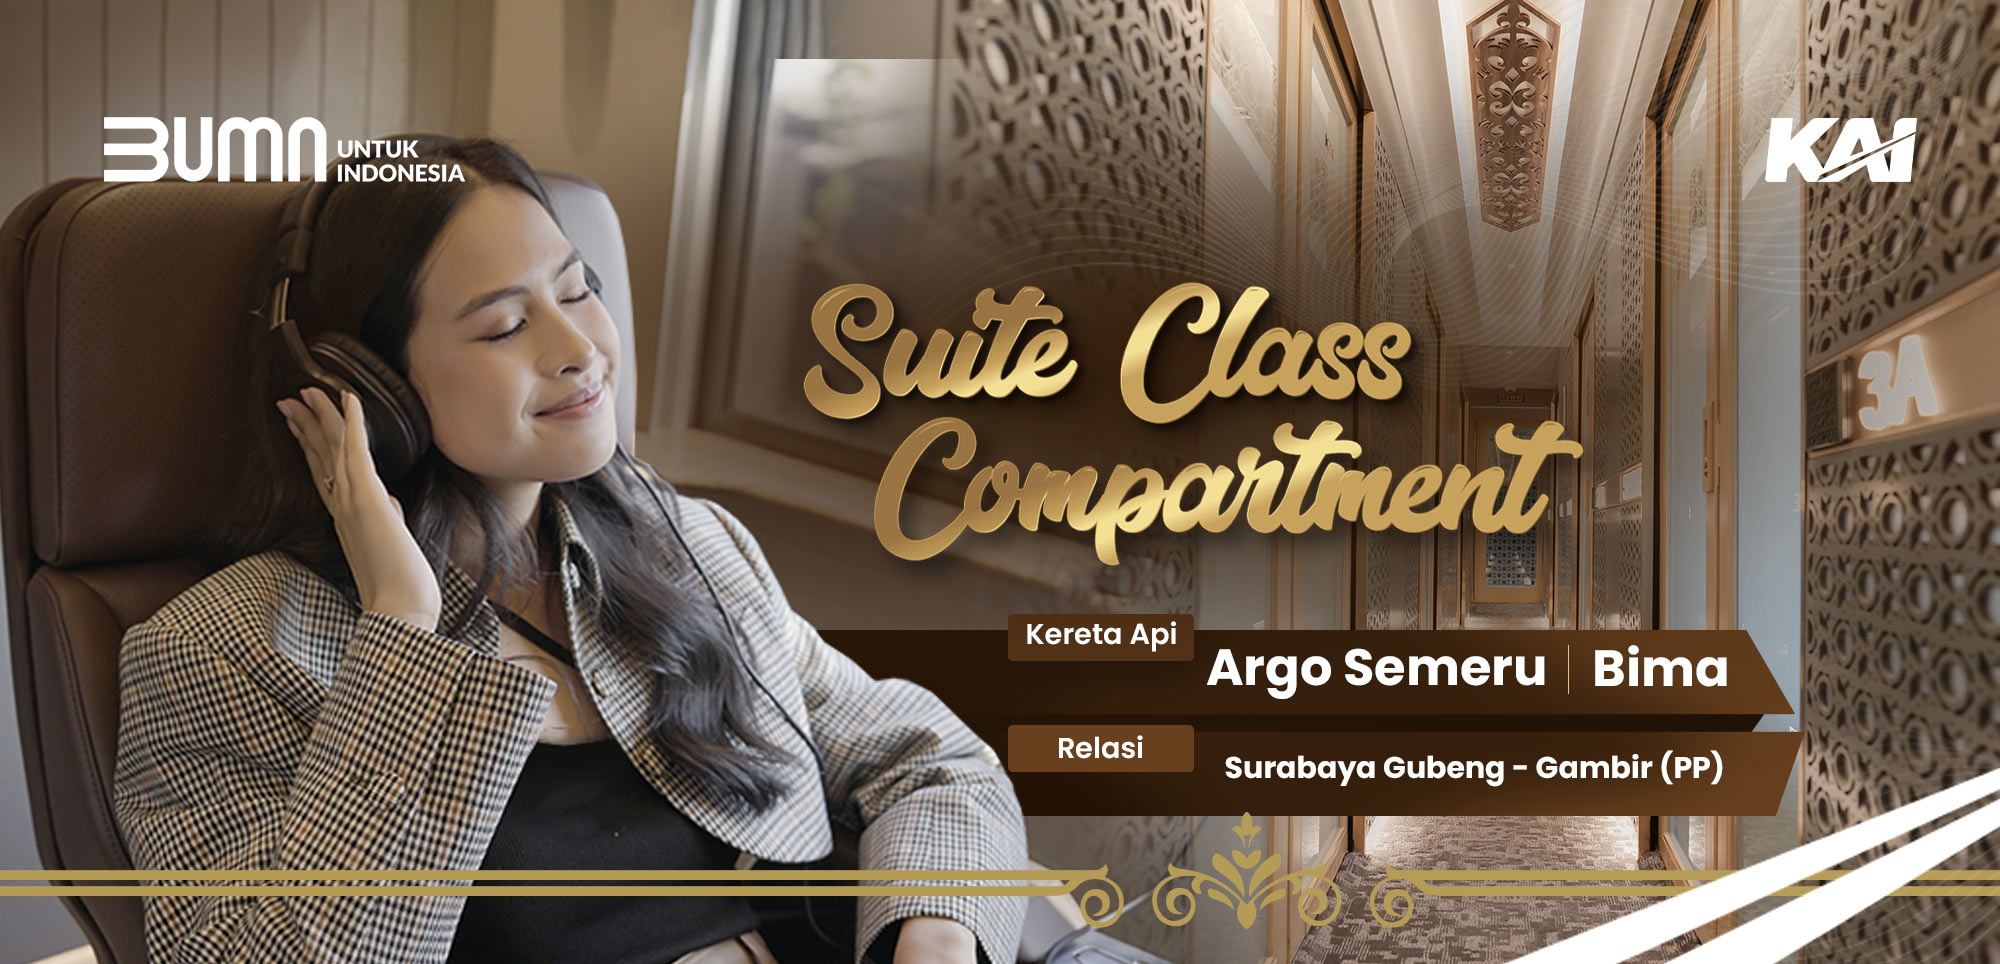 BUMN UNTUK
INDONESIA
KAI
Suite Class
Compartment
3A
Kereta Api
Argo Semeru | Bima
Relasi
Surabaya Gubeng - Gambir (PP)